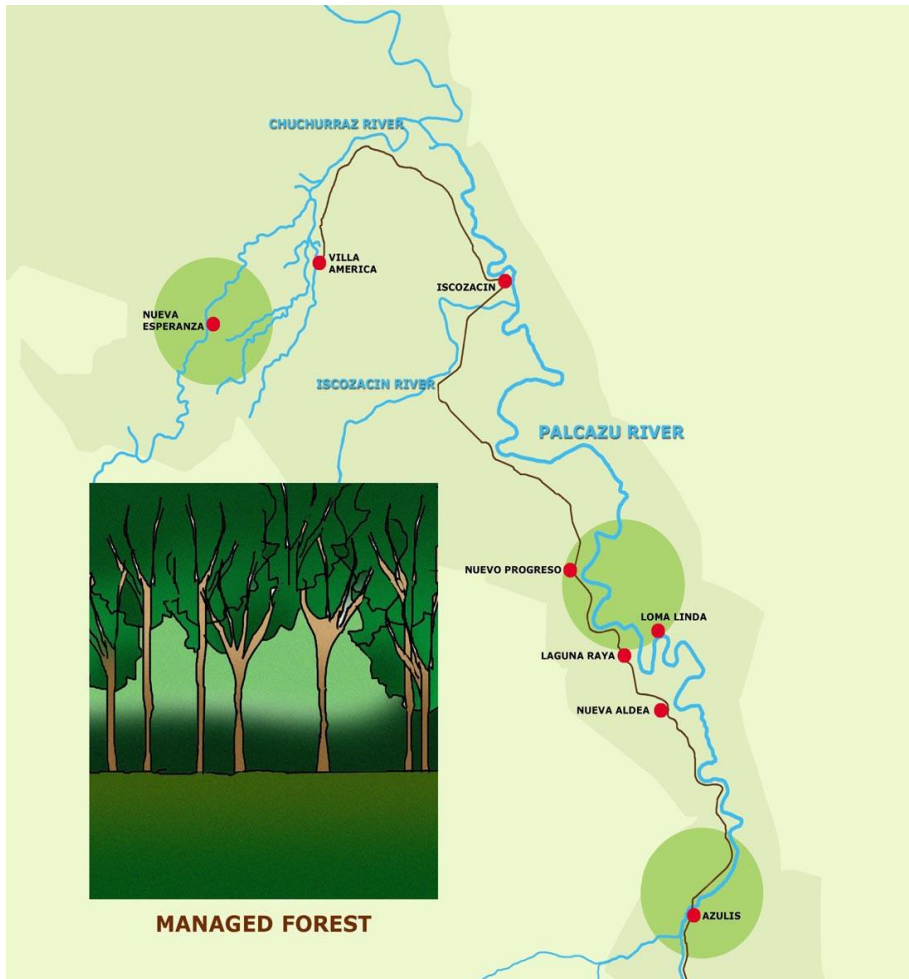 CHUCHURRAZ RIVER
VILLA
AMERICA
ISCOZACIN
NUEVA
ESPERANZA
ISCOZACIN RIVER
PALCAZU RIVER
NUEVO PROGRESO
LOMA LINDA
LAGUNA RAYA
NUEVA ALDEA
AZULIS
MANAGED FOREST